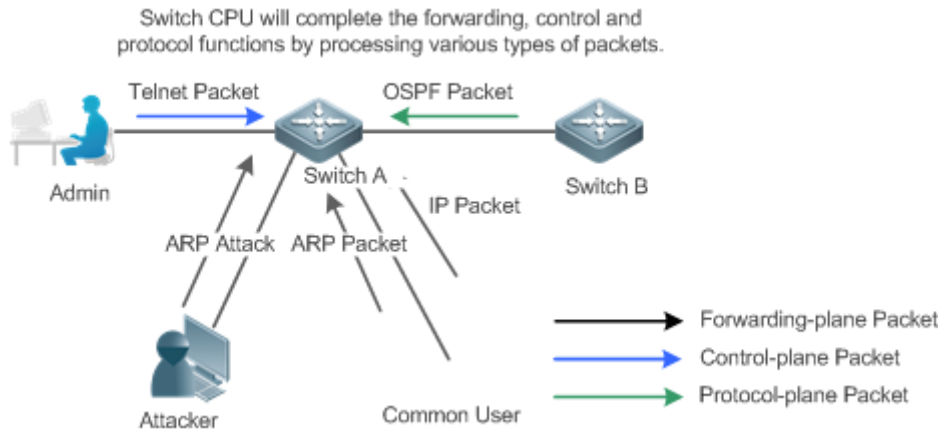 Switch CPU will complete the forwarding, control and
protocol functions by processing various types of packets.
Telnet Packet
OSPF Packet
Admin
Switch A
Switch B
IP Packet
ARP Attack
ARP Packet
Forwarding-plane Packet
Control-plane Packet
Protocol-plane Packet
Attacker
Common User